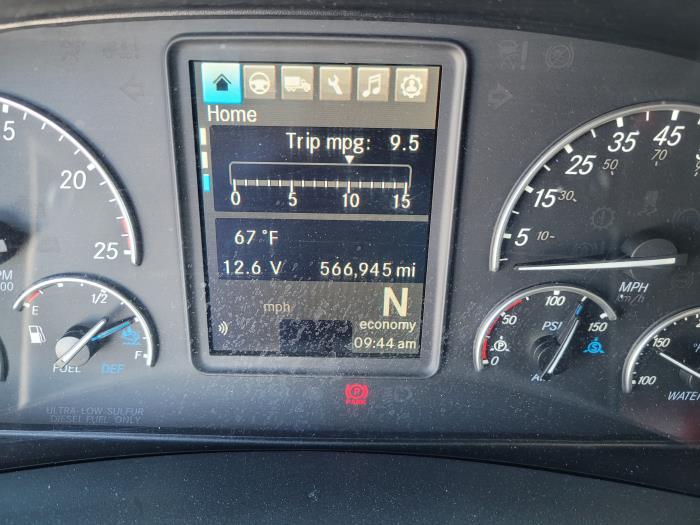 Home
Trip mpg: 9.5
0 5 10 15
67 °F
12.6 V 566,945 mi
mph N
economy
09:44 am
5
20
25
1/2
E
F
FUEL DEF
ULTRA-LOW-SULFUR
DIESEL FUEL ONLY
PARK
5 15 25 35 45
10 30 50 70
MPH
km/h
0 50 100 150
PSI
100 150
WATER